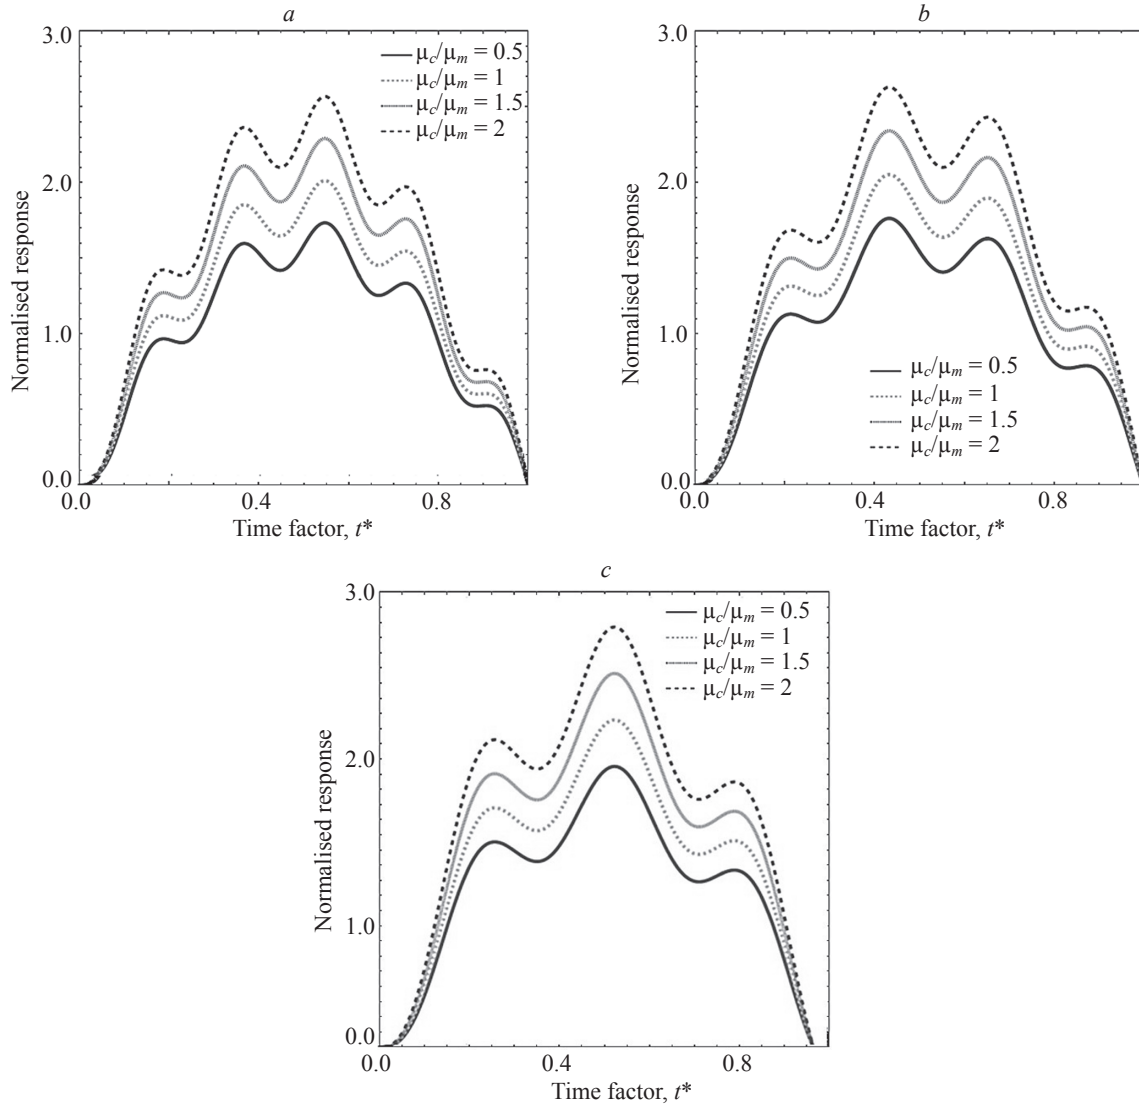 a
3.0
2.0
1.0
0.0
0.0
0.4
0.8
Normalised response
Time factor, t*
μc/μm = 0.5
μc/μm = 1
μc/μm = 1.5
μc/μm = 2
b
3.0
2.0
1.0
0.0
0.0
0.4
0.8
Normalised response
Time factor, t*
μc/μm = 0.5
μc/μm = 1
μc/μm = 1.5
μc/μm = 2
c
3.0
2.0
1.0
0.0
0.0
0.4
0.8
Normalised response
Time factor, t*
μc/μm = 0.5
μc/μm = 1
μc/μm = 1.5
μc/μm = 2